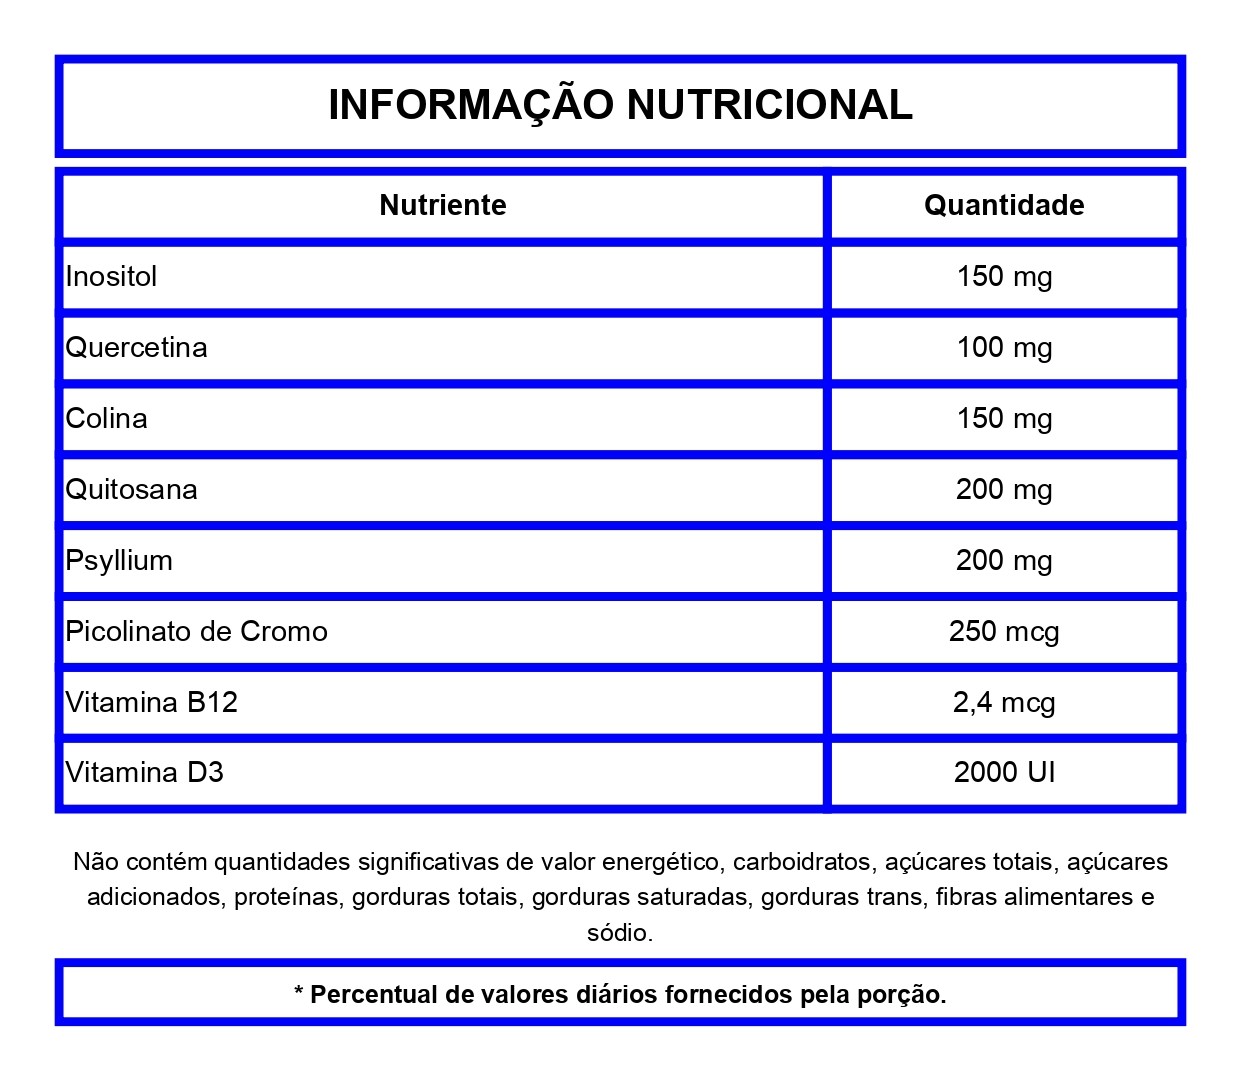 INFORMAÇÃO NUTRICIONAL
Nutriente Quantidade
Inositol 150 mg
Quercetina 100 mg
Colina 150 mg
Quitosana 200 mg
Psyllium 200 mg
Picolinato de Cromo 250 mcg
Vitamina B12 2,4 mcg
Vitamina D3 2000 UI
Não contém quantidades significativas de valor energético, carboidratos, açúcares totais, açúcares
adicionados, proteínas, gorduras totais, gorduras saturadas, gorduras trans, fibras alimentares e
sódio.
* Percentual de valores diários fornecidos pela porção.